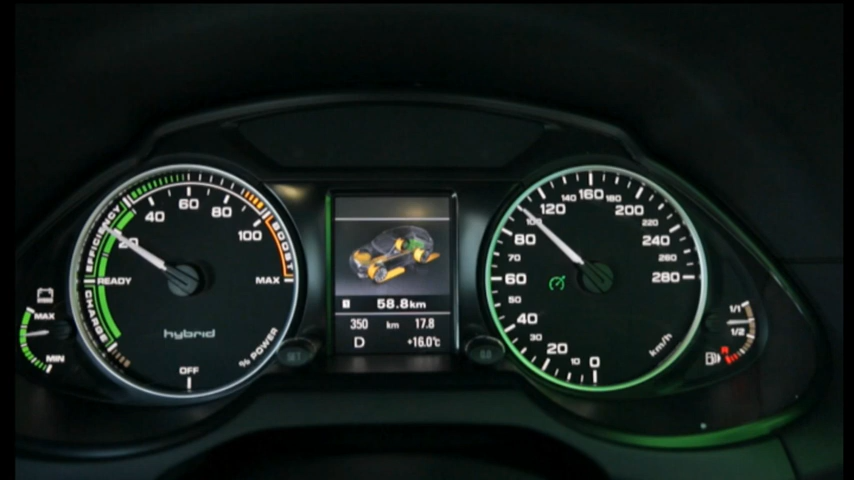 40 60 80
100
20
EFFICIENCY
BOOST
READY
MAX
CHARGE
hybrid
% POWER
OFF
MAX
MIN
58.8km
350 km 17.8
D +16.0°C
0
10
20
30
40
50
60
80
100
120
140
160
180
200
220
240
260
280
km/h
1/1
1/2
R